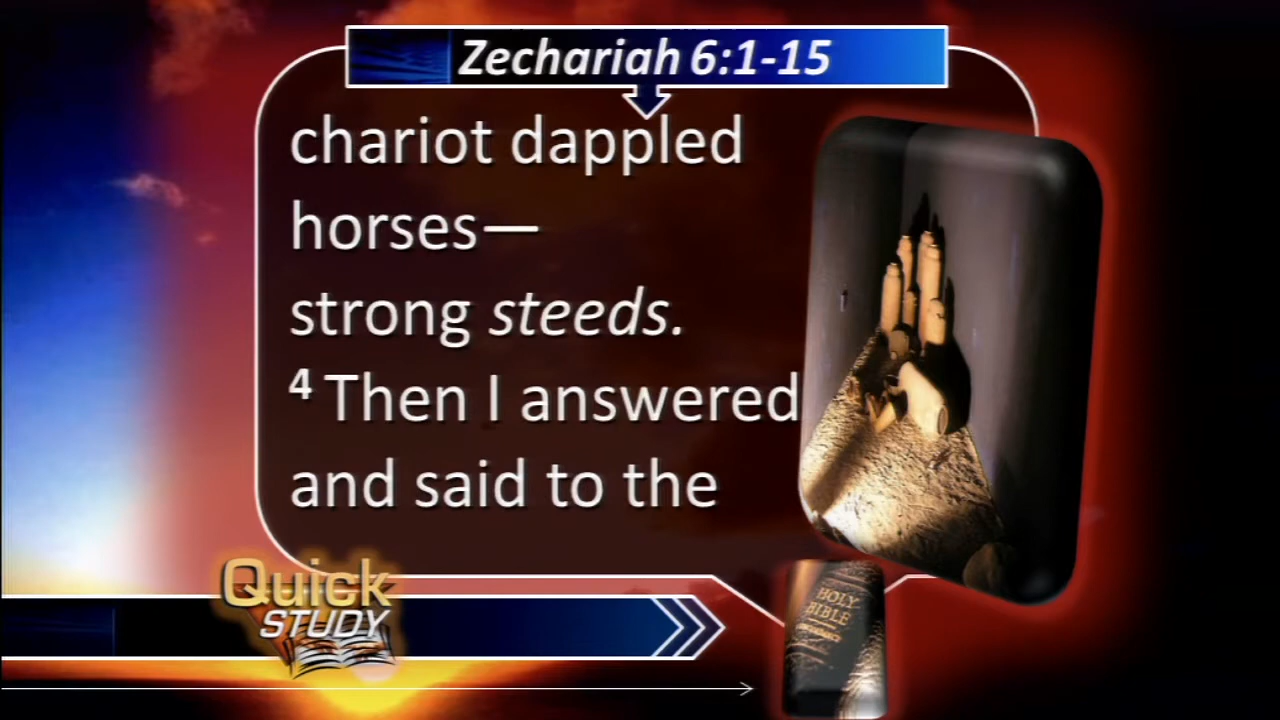 Zechariah 6:1-15
chariot dappled
horses—
strong steeds.
4 Then I answered
and said to the
Quick
STUDY
HOLY
BIBLE